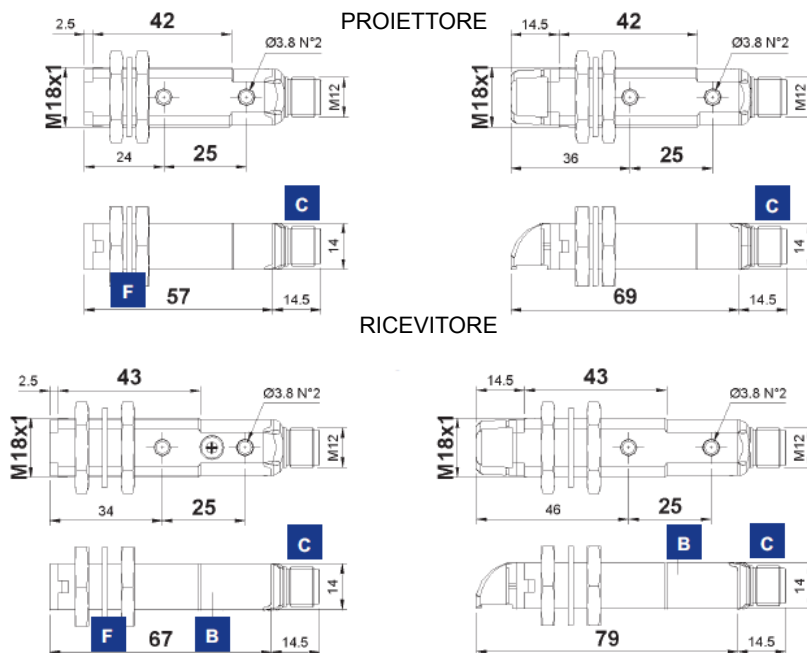 PROIETTORE
2.5 42 Ø3.8 N°2
M18x1 M12
24 25
C
14
F
57 14.5
14.5 42 Ø3.8 N°2
M18x1 M12
36 25
C
14
69 14.5
RICEVITORE
2.5 43 Ø3.8 N°2
M18x1 M12
34 25
C
14
F B
67 14.5
14.5 43 Ø3.8 N°2
M18x1 M12
46 25
B C
14
79 14.5